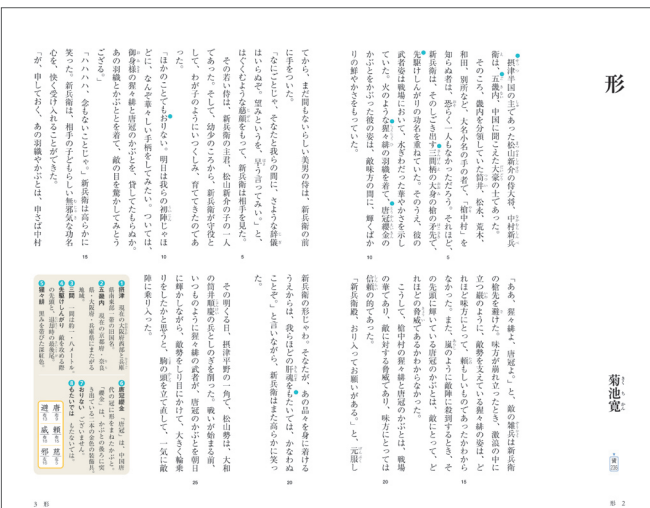 形
菊池寛
摂津半国の主であった松山新介の侍大将、中村新兵
衛は、五畿内、中国に聞こえた大豪の士であった。
そのころ、畿内を分領していた筒井、松永、荒木、
和田、別所など、大名小名の手の者で、「槍中村」を
知らぬ者は、恐らく一人もなかっただろう。それほど、
新兵衛は、そのしごき出す三間柄の大身の槍の矛先で、
先駆けしんがりの功名を重ねていた。そのうえ、彼の
武者姿は戦場において、水ぎわだった華やかさを示し
ていた。火のような猩々緋の羽織を着て、唐冠纓金の
かぶとをかぶった彼の姿は、敵味方の間に、輝くばか
りの鮮やかさをもっていた。
「ああ、猩々緋よ、唐冠よ。」と、敵の雑兵は新兵衛
の槍先を避けた。味方が崩れ立ったとき、激浪の中に
立つ巌のように、敵勢を支えている猩々緋の姿は、ど
れほど味方にとって、頼もしいものであったかわから
なかった。また、嵐のように敵陣に殺到するとき、そ
の先頭に輝いている唐冠のかぶとは、敵にとって、ど
れほどの脅威であるかわからなかった。
こうして、槍中村の猩々緋と唐冠のかぶとは、戦場
の華であり、敵に対する脅威であり、味方にとっては
信頼の的であった。
「新兵衛殿、おり入ってお願いがある。」と、元服し
形 2
てから、まだ間もないらしい美男の侍は、新兵衛の前
に手をついた。
「なにごとじゃ、そなたと我らの間に、さような辞儀
はいらぬぞ。望みというを、早う言ってみい。」と、
はぐくむような慈顔をもって、新兵衛は相手を見た。
その若い侍は、新兵衛の主君、松山新介の子の一人
であった。そして、幼少のころから、新兵衛が守役と
して、わが子のようにいつくしみ、育ててきたのであ
った。
「ほかのことでもおりない。明日は我らの初陣じゃほ
どに、なんぞ華々しい手柄をしてみたい。ついては、
御身様の猩々緋と唐冠のかぶとを、貸してたもらぬか。
あの羽織とかぶととを着て、敵の目を驚かしてみとう
ござる。」
「ハハハハ、念もないことじゃ。」新兵衛は高らかに
笑った。新兵衛は、相手の子どもらしい無邪気な功名
心を、快く受け入れることができた。
「が、申しておく、あの羽織やかぶとは、申さば中村
新兵衛の形じゃわ。そなたが、あの品々を身に着ける
うえからは、我らほどの肝魂をもたいでは、かなわぬ
ことぞ。」と言いながら、新兵衛はまた高らかに笑っ
た。
その明くる日、摂津平野の一角で、松山勢は、大和
の筒井順慶の兵としのぎを削った。戦いが始まる前、
いつものように猩々緋の武者が、唐冠のかぶとを朝日
に輝かしながら、敵勢をしり目にかけて、大きく輪乗
りをしたかと思うと、駒の頭を立て直して、一気に敵
陣に乗り入った。
3 形